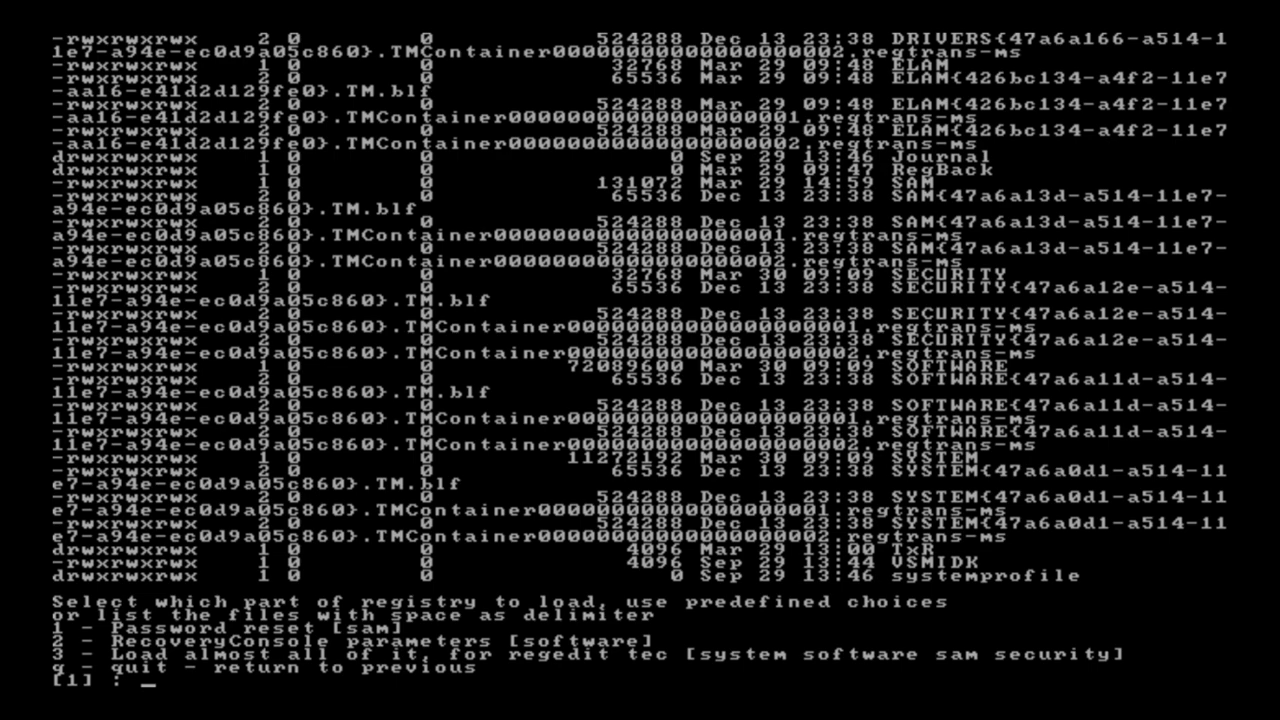 -rwxrwxrwx 2 0 0 524288 Dec 13 23:38 DRIVERS{47a6a166-a514-1
1e7-a94e-ec0d9a05c860}.TMContainer00000000000000000002.regtrans-ms
-rwxrwxrwx 1 0 0 32768 Mar 29 09:48 ELAM
-rwxrwxrwx 2 0 0 65536 Mar 29 09:48 ELAM{426bc134-a4f2-11e7
-aa16-e41d2d129fe0}.TM.blf
-rwxrwxrwx 2 0 0 524288 Mar 29 09:48 ELAM{426bc134-a4f2-11e7
-aa16-e41d2d129fe0}.TMContainer00000000000000000001.regtrans-ms
-rwxrwxrwx 2 0 0 524288 Mar 29 09:48 ELAM{426bc134-a4f2-11e7
-aa16-e41d2d129fe0}.TMContainer00000000000000000002.regtrans-ms
drwxrwxrwx 1 0 0 0 Sep 29 13:46 Journal
drwxrwxrwx 1 0 0 0 Mar 29 09:47 RegBack
-rwxrwxrwx 1 0 0 131072 Mar 29 14:59 SAM
-rwxrwxrwx 2 0 0 65536 Dec 13 23:38 SAM{47a6a13d-a514-11e7-
a94e-ec0d9a05c860}.TM.blf
-rwxrwxrwx 2 0 0 524288 Dec 13 23:38 SAM{47a6a13d-a514-11e7-
a94e-ec0d9a05c860}.TMContainer00000000000000000001.regtrans-ms
-rwxrwxrwx 2 0 0 524288 Dec 13 23:38 SAM{47a6a13d-a514-11e7-
a94e-ec0d9a05c860}.TMContainer00000000000000000002.regtrans-ms
-rwxrwxrwx 1 0 0 32768 Mar 30 09:09 SECURITY
-rwxrwxrwx 2 0 0 65536 Dec 13 23:38 SECURITY{47a6a12e-a514-
11e7-a94e-ec0d9a05c860}.TM.blf
-rwxrwxrwx 2 0 0 524288 Dec 13 23:38 SECURITY{47a6a12e-a514-
11e7-a94e-ec0d9a05c860}.TMContainer00000000000000000001.regtrans-ms
-rwxrwxrwx 2 0 0 524288 Dec 13 23:38 SECURITY{47a6a12e-a514-
11e7-a94e-ec0d9a05c860}.TMContainer00000000000000000002.regtrans-ms
-rwxrwxrwx 1 0 0 72089600 Mar 30 09:09 SOFTWARE
-rwxrwxrwx 2 0 0 65536 Dec 13 23:38 SOFTWARE{47a6a11d-a514-
11e7-a94e-ec0d9a05c860}.TM.blf
-rwxrwxrwx 2 0 0 524288 Dec 13 23:38 SOFTWARE{47a6a11d-a514-
11e7-a94e-ec0d9a05c860}.TMContainer00000000000000000001.regtrans-ms
-rwxrwxrwx 2 0 0 524288 Dec 13 23:38 SOFTWARE{47a6a11d-a514-
11e7-a94e-ec0d9a05c860}.TMContainer00000000000000000002.regtrans-ms
-rwxrwxrwx 1 0 0 11272192 Mar 30 09:09 SYSTEM
-rwxrwxrwx 2 0 0 65536 Dec 13 23:38 SYSTEM{47a6a0d1-a514-11
e7-a94e-ec0d9a05c860}.TM.blf
-rwxrwxrwx 2 0 0 524288 Dec 13 23:38 SYSTEM{47a6a0d1-a514-11
e7-a94e-ec0d9a05c860}.TMContainer00000000000000000001.regtrans-ms
-rwxrwxrwx 2 0 0 524288 Dec 13 23:38 SYSTEM{47a6a0d1-a514-11
e7-a94e-ec0d9a05c860}.TMContainer00000000000000000002.regtrans-ms
drwxrwxrwx 1 0 0 4096 Mar 29 13:00 TxR
-rwxrwxrwx 1 0 0 4096 Sep 29 13:44 VSMIDK
drwxrwxrwx 1 0 0 0 Sep 29 13:46 systemprofile
Select which part of registry to load, use predefined choices
or list the files with space as delimiter
1 - Password reset [sam]
2 - RecoveryConsole parameters [software]
3 - Load almost all of it, for regedit tec [system software sam security]
q - quit - return to previous
[1] : _